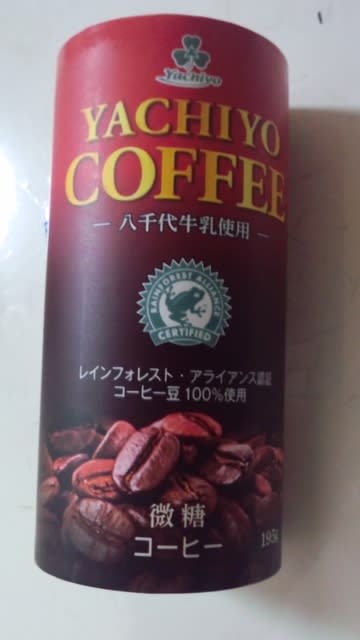 Yachiyo
YACHIYO
COFFEE
— 八千代牛乳使用 —
RAINFOREST ALLIANCE
CERTIFIED
レインフォレスト・アライアンス認証
コーヒー豆100%使用
微糖
コーヒー
195